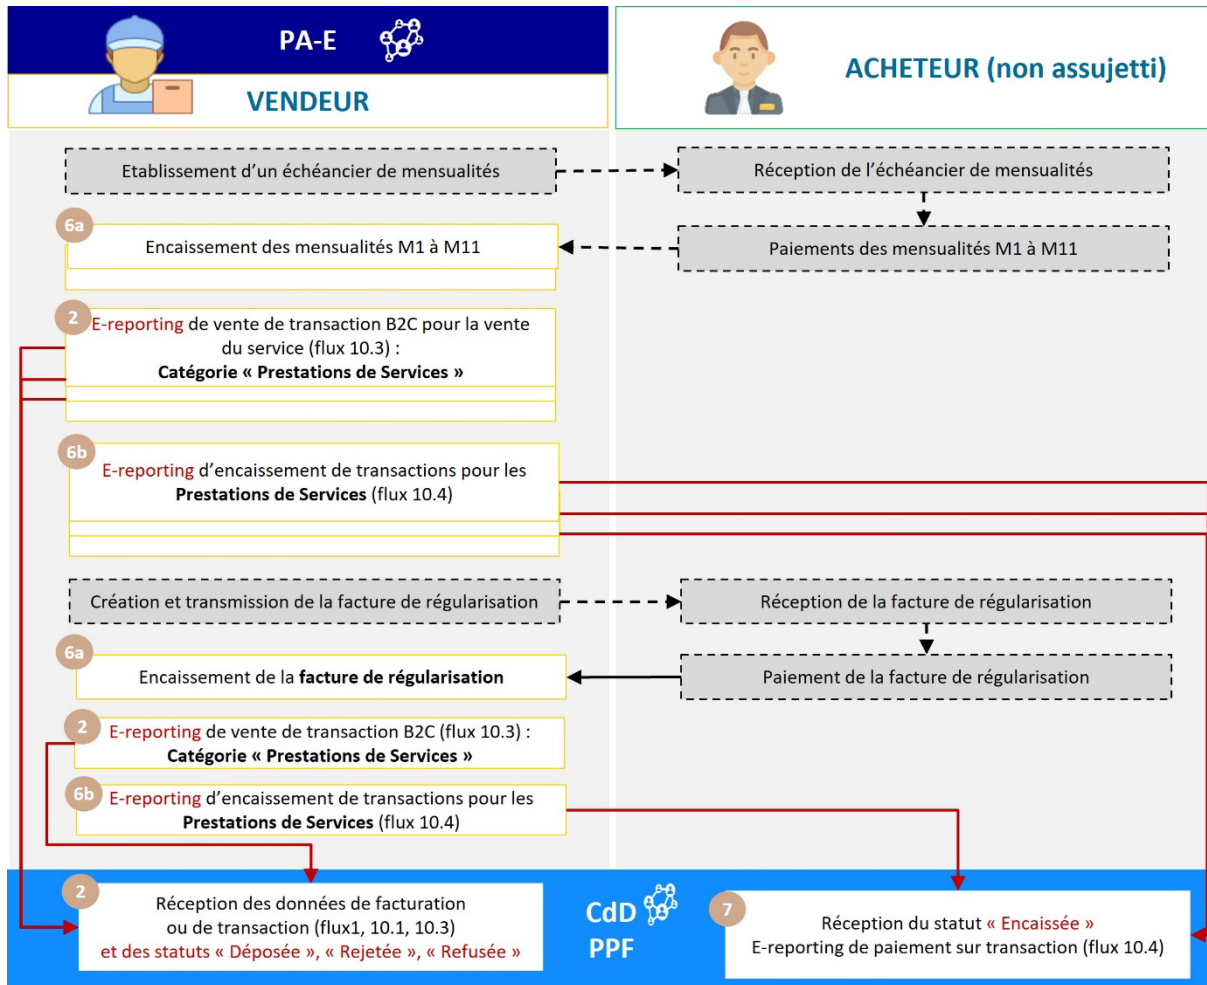 PA-E
VENDEUR
ACHETEUR (non assujetti)
Etablissement d’un échéancier de mensualités
Réception de l’échéancier de mensualités
6a
Encaissement des mensualités M1 à M11
Paiements des mensualités M1 à M11
2
E-reporting de vente de transaction B2C pour la vente
du service (flux 10.3) :
Catégorie « Prestations de Services »
6b
E-reporting d’encaissement de transactions pour les
Prestations de Services (flux 10.4)
Création et transmission de la facture de régularisation
Réception de la facture de régularisation
6a
Encaissement de la facture de régularisation
Paiement de la facture de régularisation
2
E-reporting de vente de transaction B2C (flux 10.3) :
Catégorie « Prestations de Services »
6b
E-reporting d’encaissement de transactions pour les
Prestations de Services (flux 10.4)
2
Réception des données de facturation
ou de transaction (flux1, 10.1, 10.3)
et des statuts « Déposée », « Rejetée », « Refusée »
CdD
PPF
7
Réception du statut « Encaissée »
E-reporting de paiement sur transaction (flux 10.4)